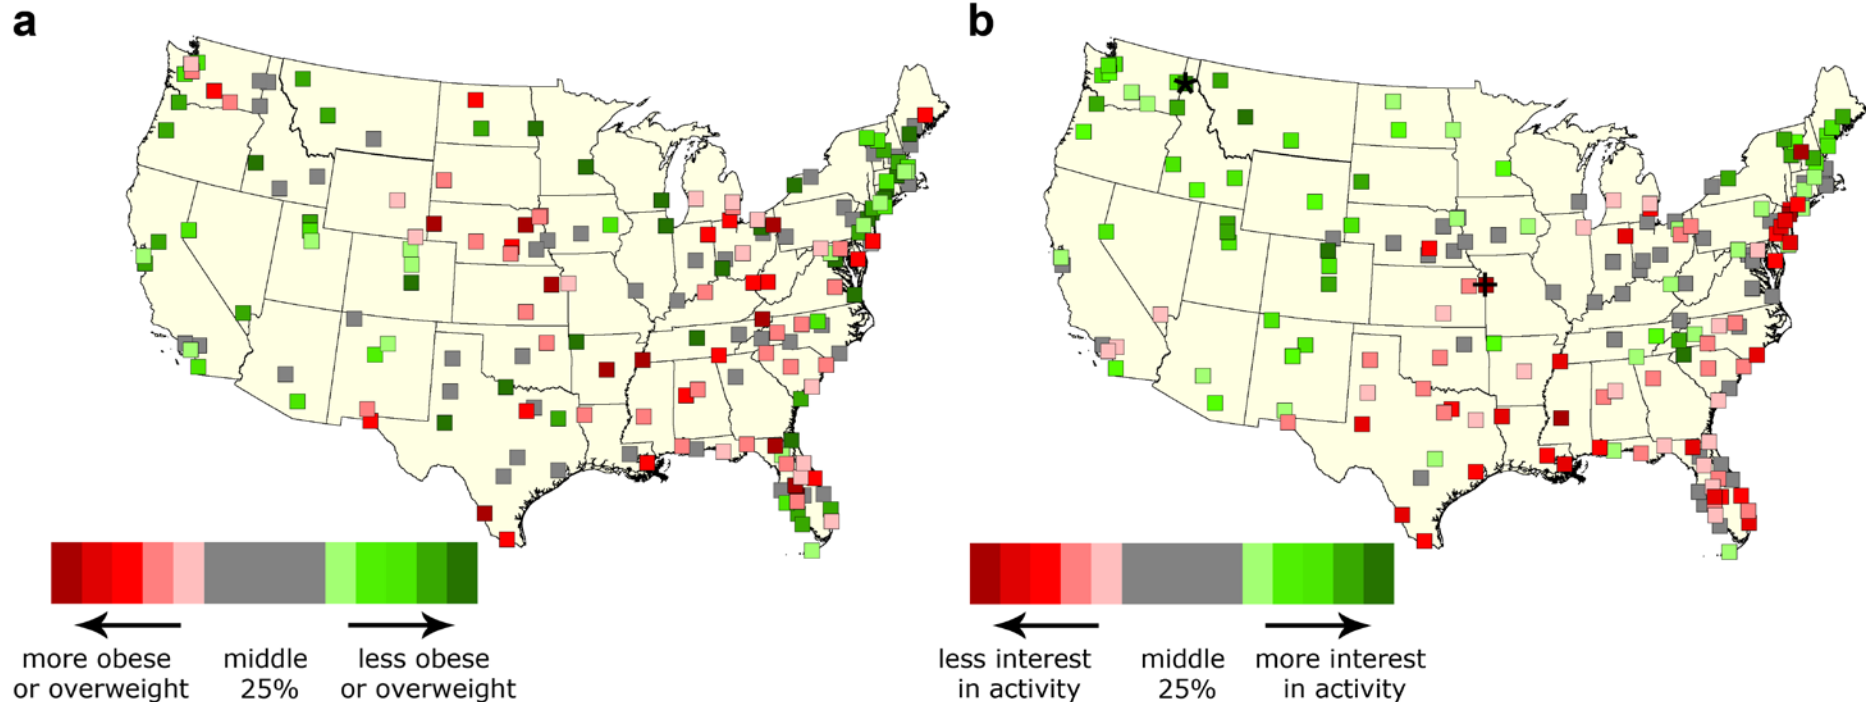 a
b
more obese
or overweight
middle
25%
less obese
or overweight
less interest
in activity
middle
25%
more interest
in activity